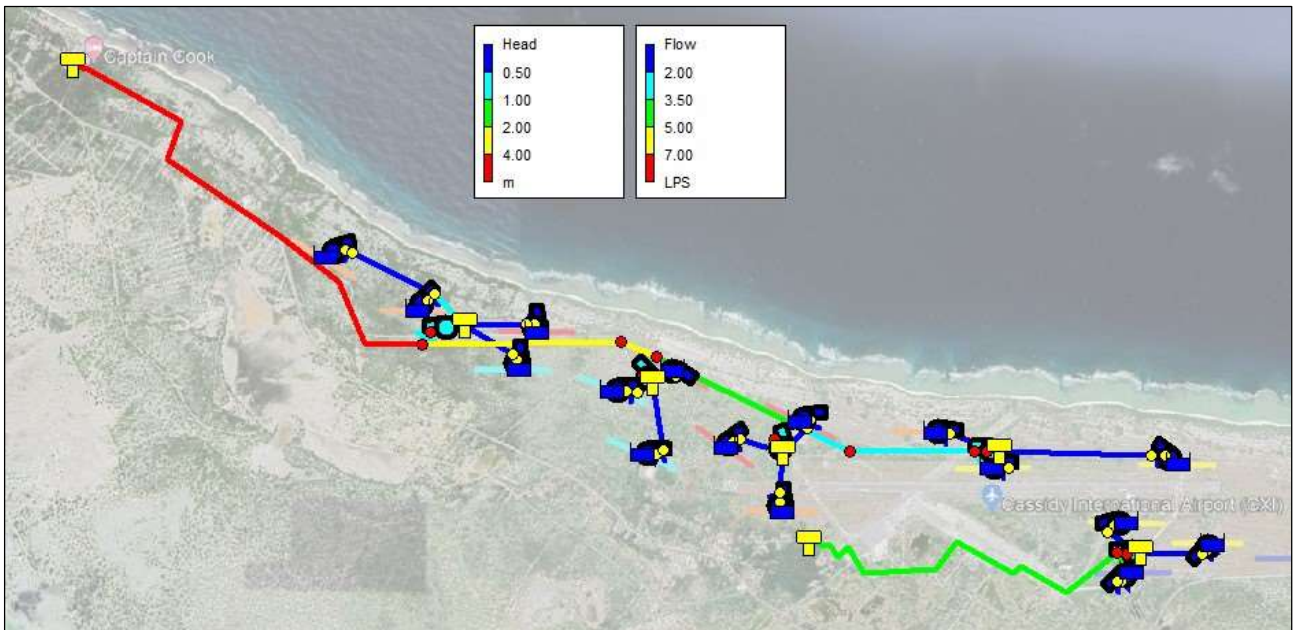 Captain Cook
Head
0.50
1.00
2.00
4.00
m
Flow
2.00
3.50
5.00
7.00
LPS
Cassidy International Airport (CXI)